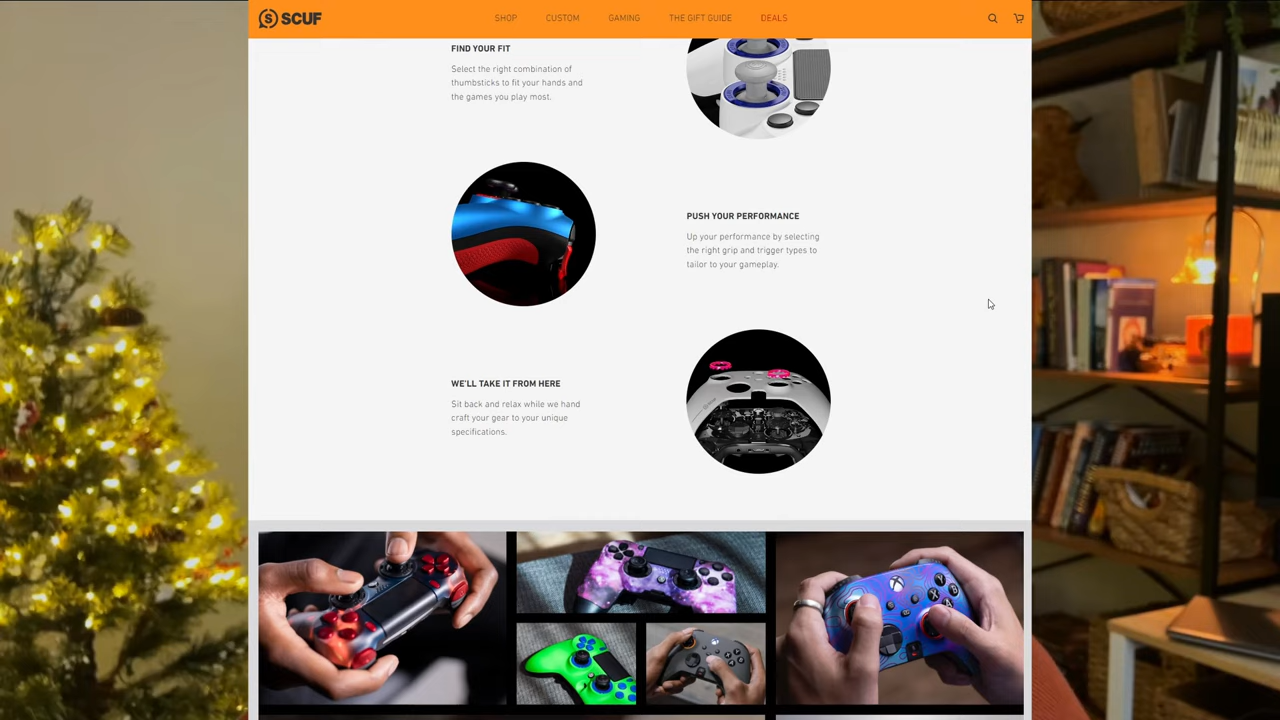 SCUF
SHOP
CUSTOM
GAMING
THE GIFT GUIDE
DEALS
FIND YOUR FIT
Select the right combination of
thumbsticks to fit your hands and
the games you play most.
PUSH YOUR PERFORMANCE
Up your performance by selecting
the right grip and trigger types to
tailor to your gameplay.
WE'LL TAKE IT FROM HERE
Sit back and relax while we hand
craft your gear to your unique
specifications.